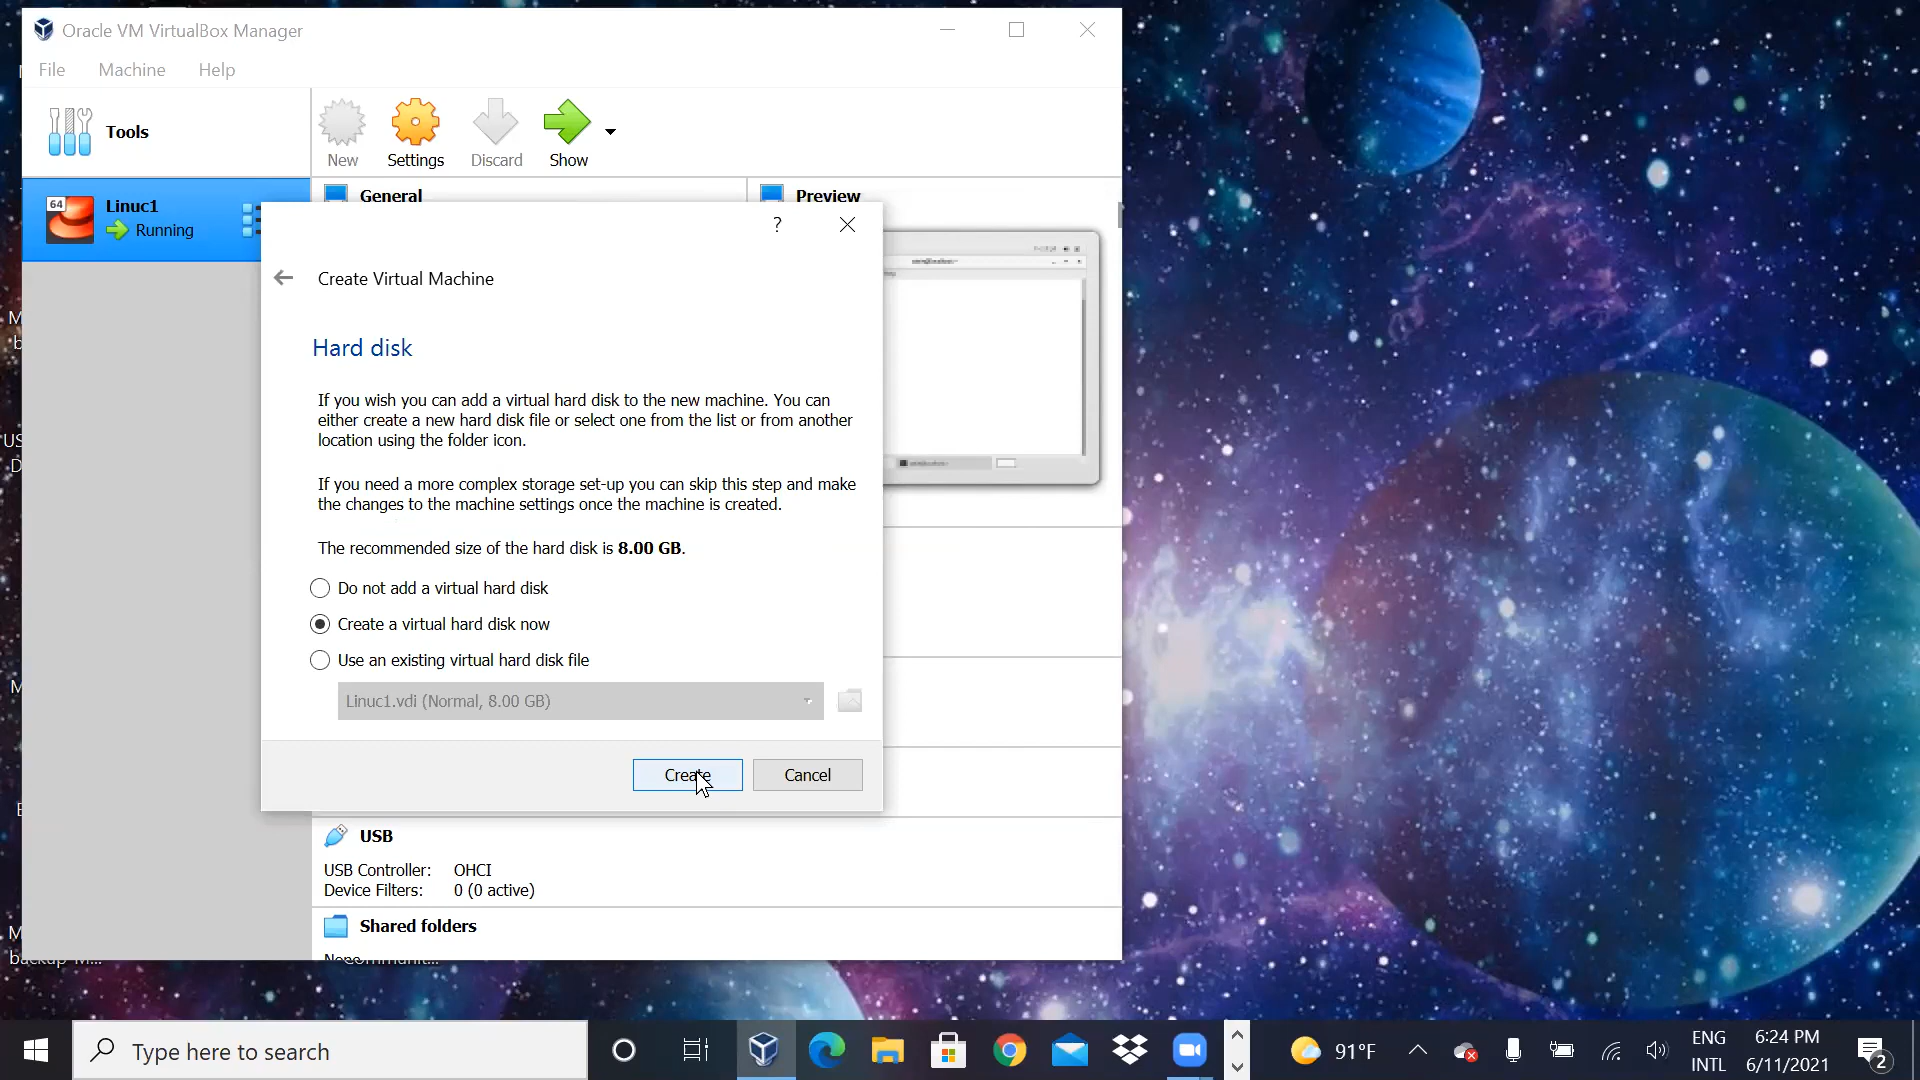 Oracle VM VirtualBox Manager
File Machine Help
Tools
New Settings Discard Show
64
Linuc1
Running
General
Preview
?
Create Virtual Machine
Hard disk
If you wish you can add a virtual hard disk to the new machine. You can
either create a new hard disk file or select one from the list or from another
location using the folder icon.
If you need a more complex storage set-up you can skip this step and make
the changes to the machine settings once the machine is created.
The recommended size of the hard disk is 8.00 GB.
Do not add a virtual hard disk
Create a virtual hard disk now
Use an existing virtual hard disk file
Linuc1.vdi (Normal, 8.00 GB)
Create Cancel
USB
USB Controller: OHCI
Device Filters: 0 (0 active)
Shared folders
None
Type here to search
91°F
ENG
INTL
6:24 PM
6/11/2021
2